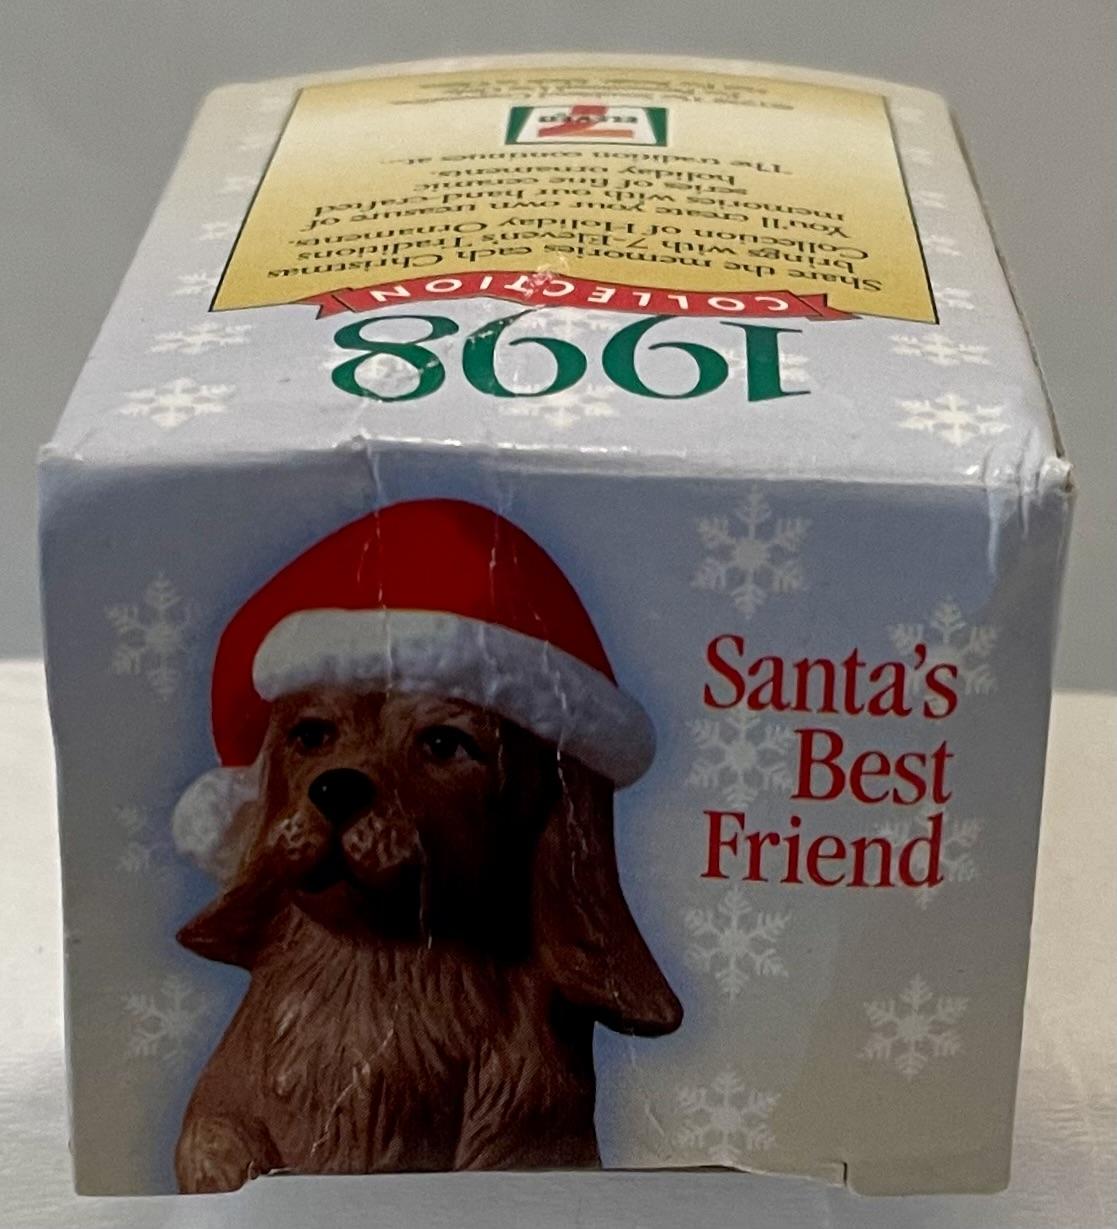 1998
COLLECTION
Share the memories each Christmas
brings with 7-Eleven's Traditions
Collection of Holiday Ornaments.
You'll create your own treasure of
memories with our hand-crafted
series of fine ceramic
holiday ornaments.
The tradition continues at...
7
ELEVEN
Santa's
Best
Friend